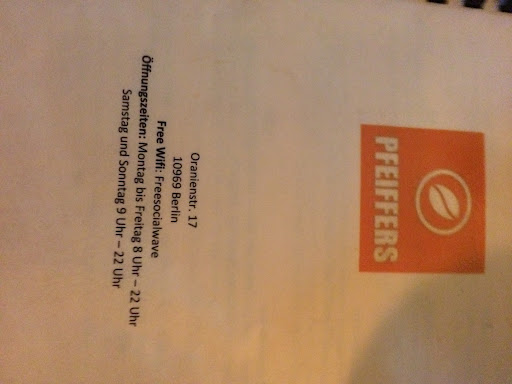 PFEIFFERS
Oranienstr. 17
10969 Berlin
Free Wifi: Freesocialwave
Öffnungszeiten: Montag bis Freitag 8 Uhr – 22 Uhr
Samstag und Sonntag 9 Uhr – 22 Uhr